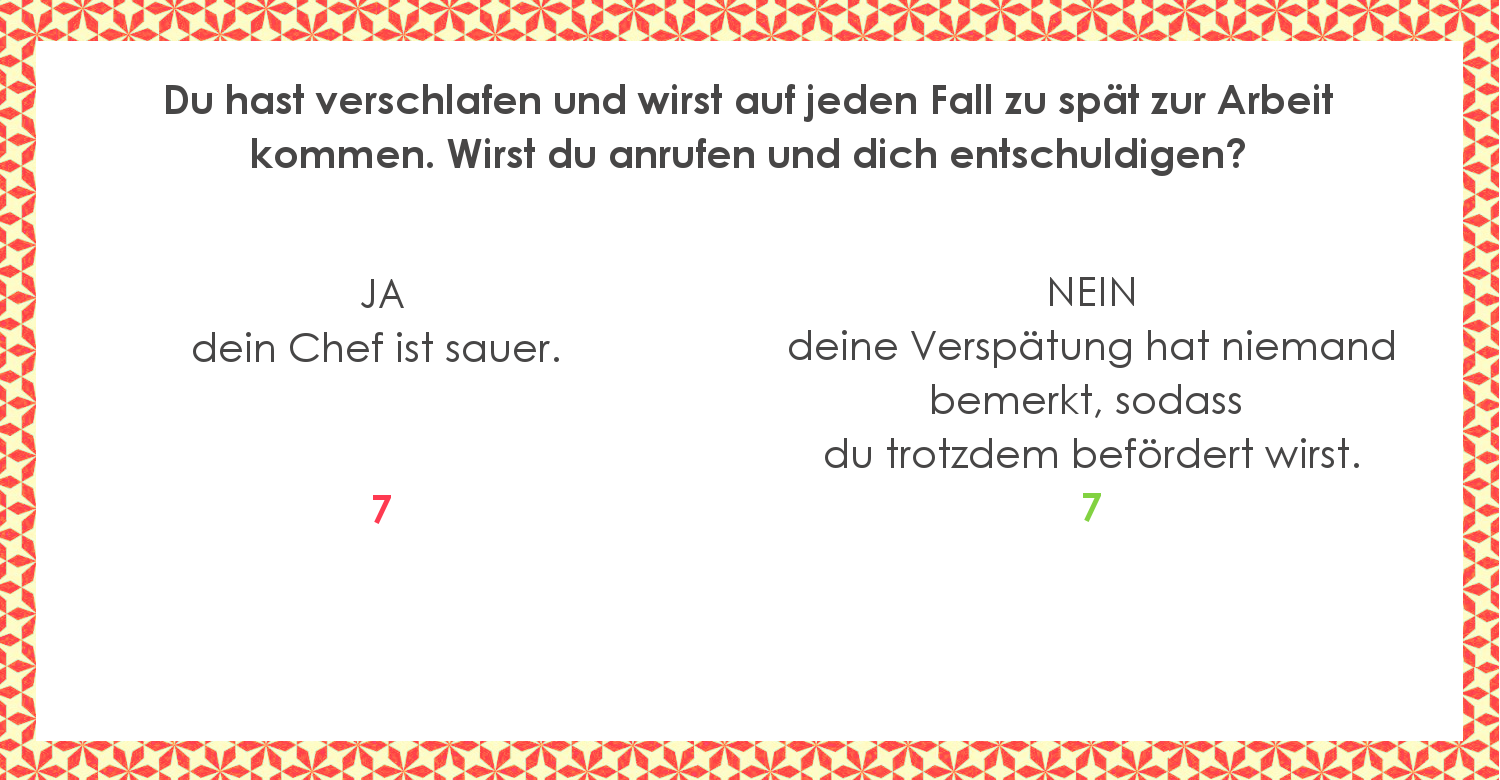 Du hast verschlafen und wirst auf jeden Fall zu spät zur Arbeit
kommen. Wirst du anrufen und dich entschuldigen?
JA
dein Chef ist sauer.
7
NEIN
deine Verspätung hat niemand
bemerkt, sodass
du trotzdem befördert wirst.
7